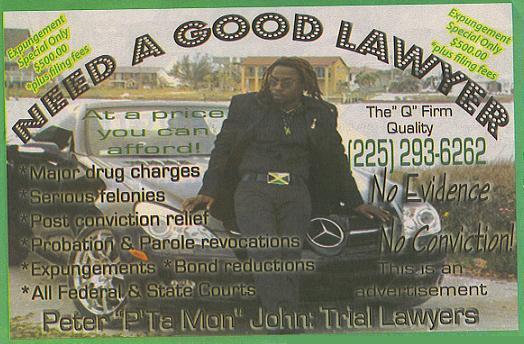 Expungement
Special Only
$500.00
*plus filing fees
NEED A GOOD LAWYER
Expungement
Special Only
$500.00
*plus filing fees
At a price
you can
afford!
The" Q" Firm
Quality
(225) 293-6262
*Major drug charges
*Serious felonies
*Post conviction relief
*Probation & Parole revocations
*Expungements *Bond reductions
*All Federal & State Courts
No Evidence
No Conviction!
This is an
advertisement
Peter "P'Ta Mon" John: Trial Lawyers